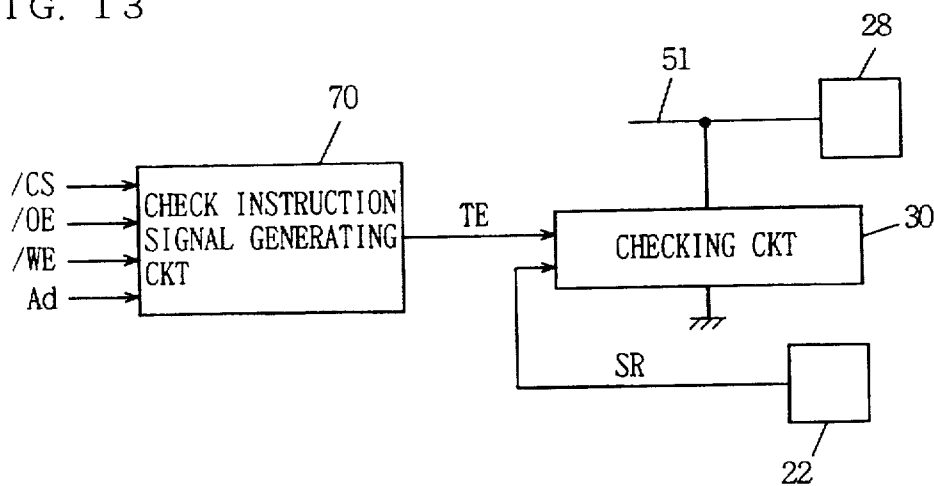 FIG. 13
28
51
70
/CS
/OE
/WE
Ad
CHECK INSTRUCTION
SIGNAL GENERATING
CKT
TE
CHECKING CKT
30
SR
22